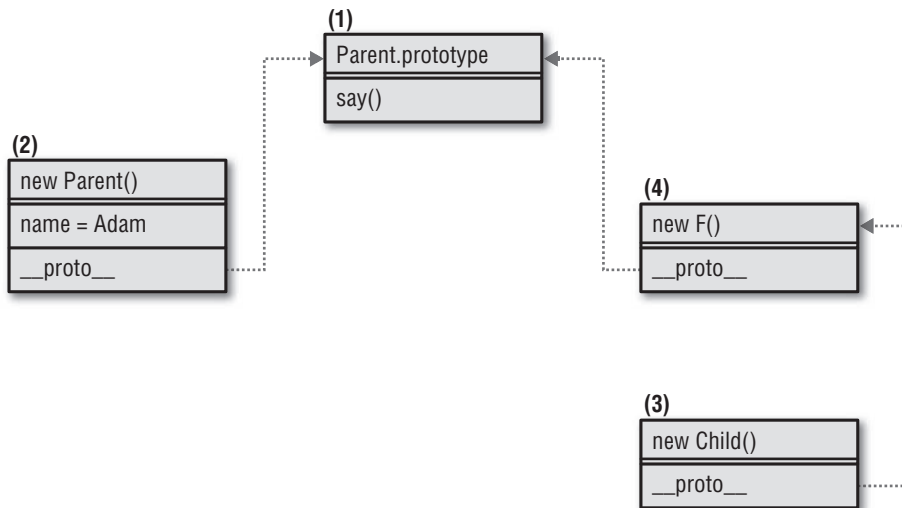 (1)
Parent.prototype
say()
(2)
new Parent()
name = Adam
__proto__
(4)
new F()
__proto__
(3)
new Child()
__proto__